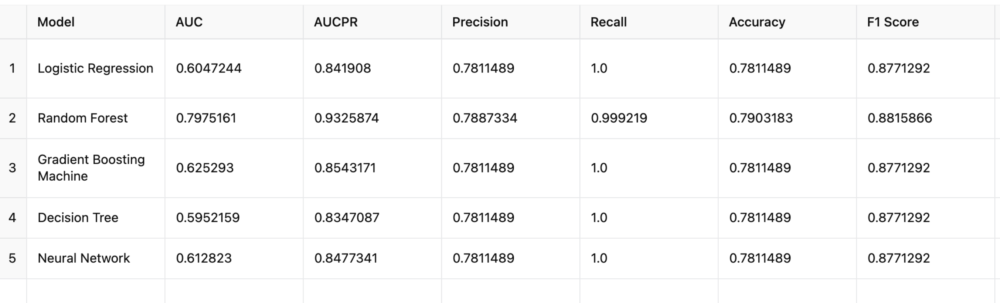 Model AUC AUCPR Precision Recall Accuracy F1 Score
1 Logistic Regression 0.6047244 0.841908 0.7811489 1.0 0.7811489 0.8771292
2 Random Forest 0.7975161 0.9325874 0.7887334 0.999219 0.7903183 0.8815866
3 Gradient Boosting Machine 0.625293 0.8543171 0.7811489 1.0 0.7811489 0.8771292
4 Decision Tree 0.5952159 0.8347087 0.7811489 1.0 0.7811489 0.8771292
5 Neural Network 0.612823 0.8477341 0.7811489 1.0 0.7811489 0.8771292